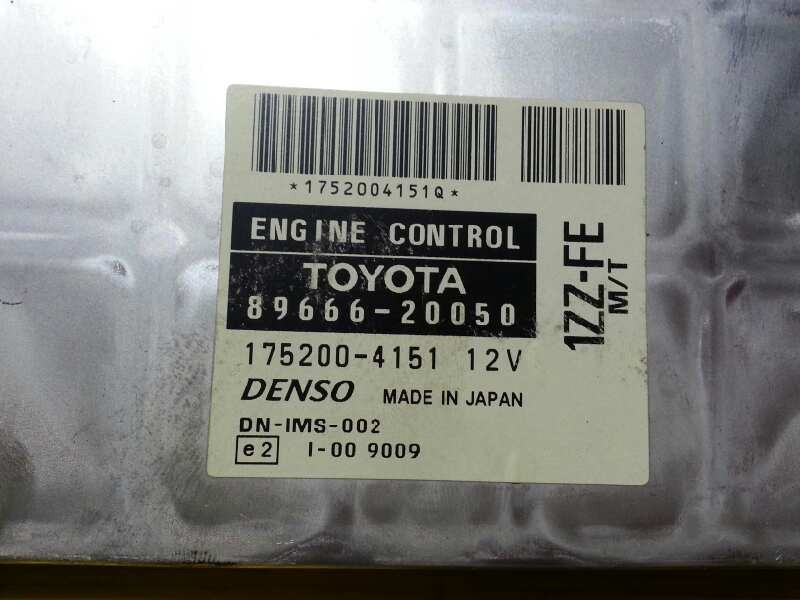 *1752004151Q*
ENGINE CONTROL
TOYOTA
89666-20050
175200-4151 12V
DENSO MADE IN JAPAN
DN-IMS-002
e2 I-00 9009
1ZZ-FE
M/T